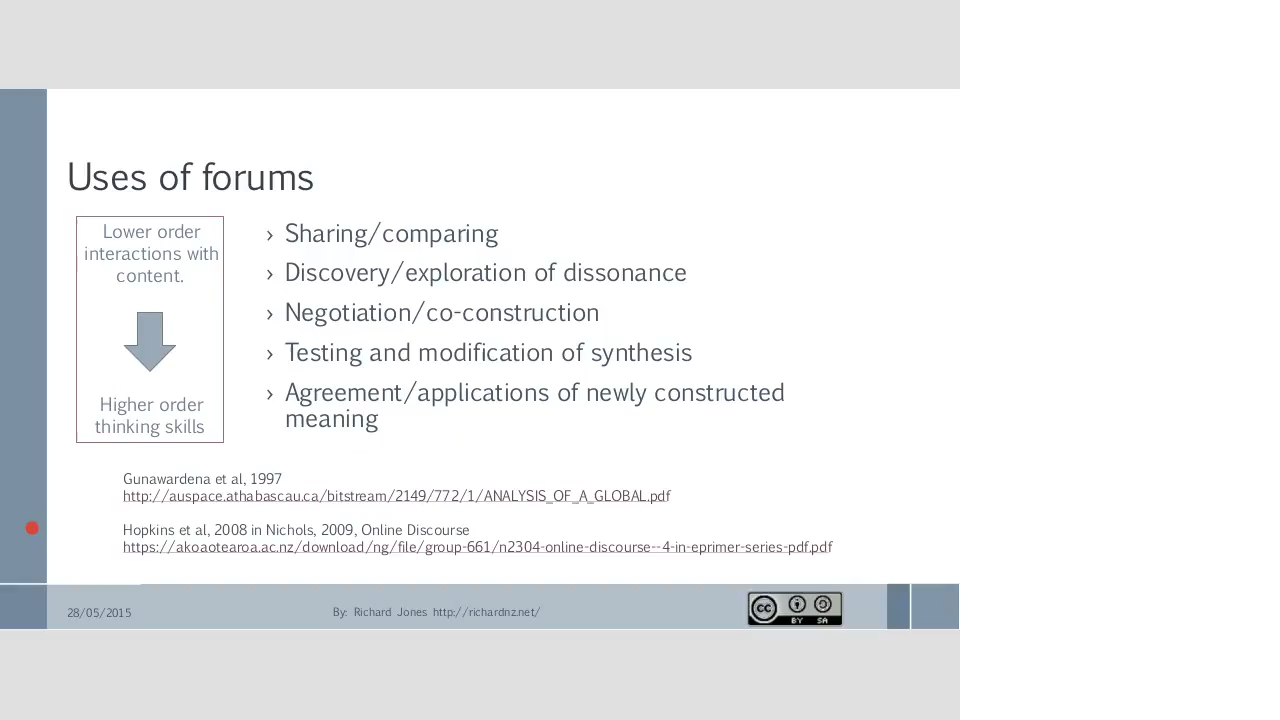 Uses of forums
Lower order
interactions with
content.
Higher order
thinking skills
› Sharing/comparing
› Discovery/exploration of dissonance
› Negotiation/co-construction
› Testing and modification of synthesis
› Agreement/applications of newly constructed
meaning
Gunawardena et al, 1997
http://auspace.athabascau.ca/bitstream/2149/772/1/ANALYSIS_OF_A_GLOBAL.pdf
Hopkins et al, 2008 in Nichols, 2009, Online Discourse
https://akoaotearoa.ac.nz/download/ng/file/group-661/n2304-online-discourse--4-in-eprimer-series-pdf.pdf
28/05/2015
By: Richard Jones http://richardnz.net/
cc
BY SA